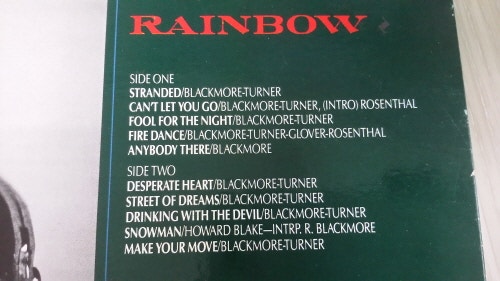 RAINBOW
SIDE ONE
STRANDED/BLACKMORE-TURNER
CAN'T LET YOU GO/BLACKMORE-TURNER, (INTRO) ROSENTHAL
FOOL FOR THE NIGHT/BLACKMORE-TURNER
FIRE DANCE/BLACKMORE-TURNER-GLOVER-ROSENTHAL
ANYBODY THERE/BLACKMORE
SIDE TWO
DESPERATE HEART/BLACKMORE-TURNER
STREET OF DREAMS/BLACKMORE-TURNER
DRINKING WITH THE DEVIL/BLACKMORE-TURNER
SNOWMAN/HOWARD BLAKE—INTRP. R. BLACKMORE
MAKE YOUR MOVE/BLACKMORE-TURNER